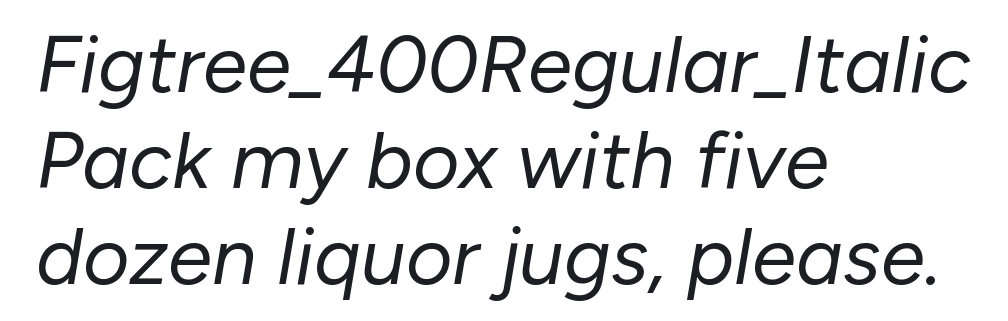 Figtree_400Regular_Italic
Pack my box with five
dozen liquor jugs, please.